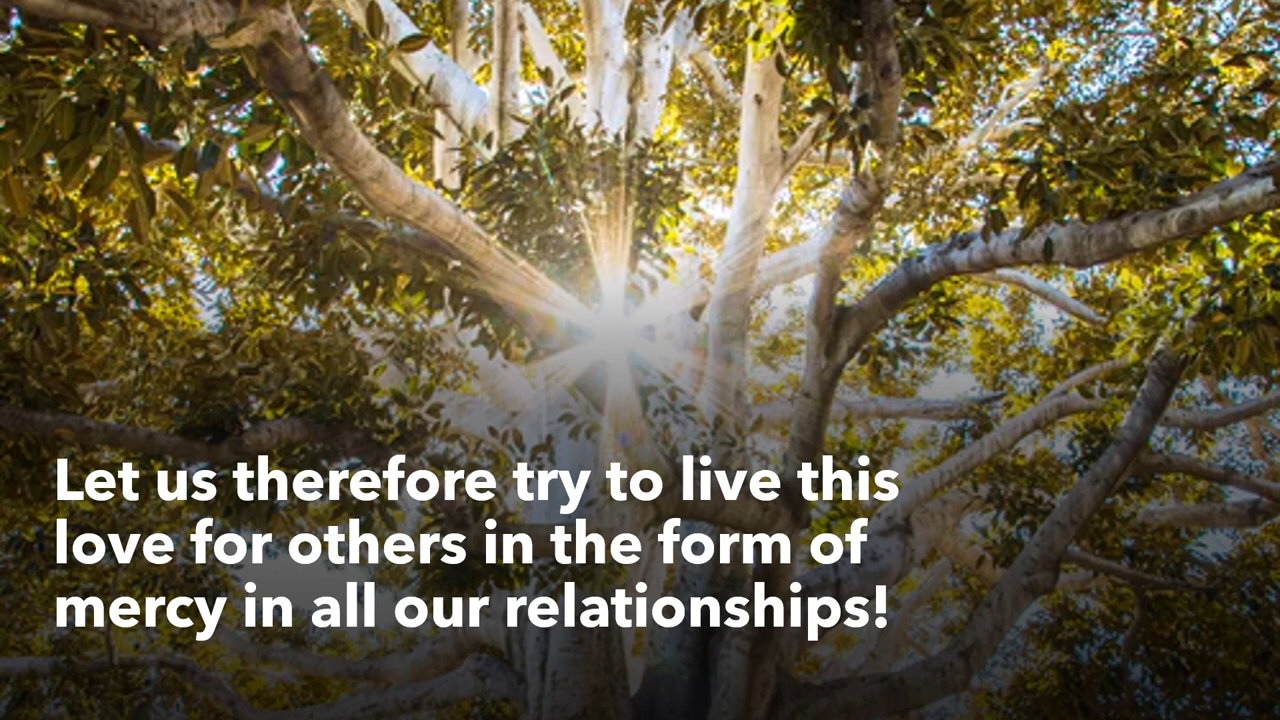 Let us therefore try to live this
love for others in the form of
mercy in all our relationships!